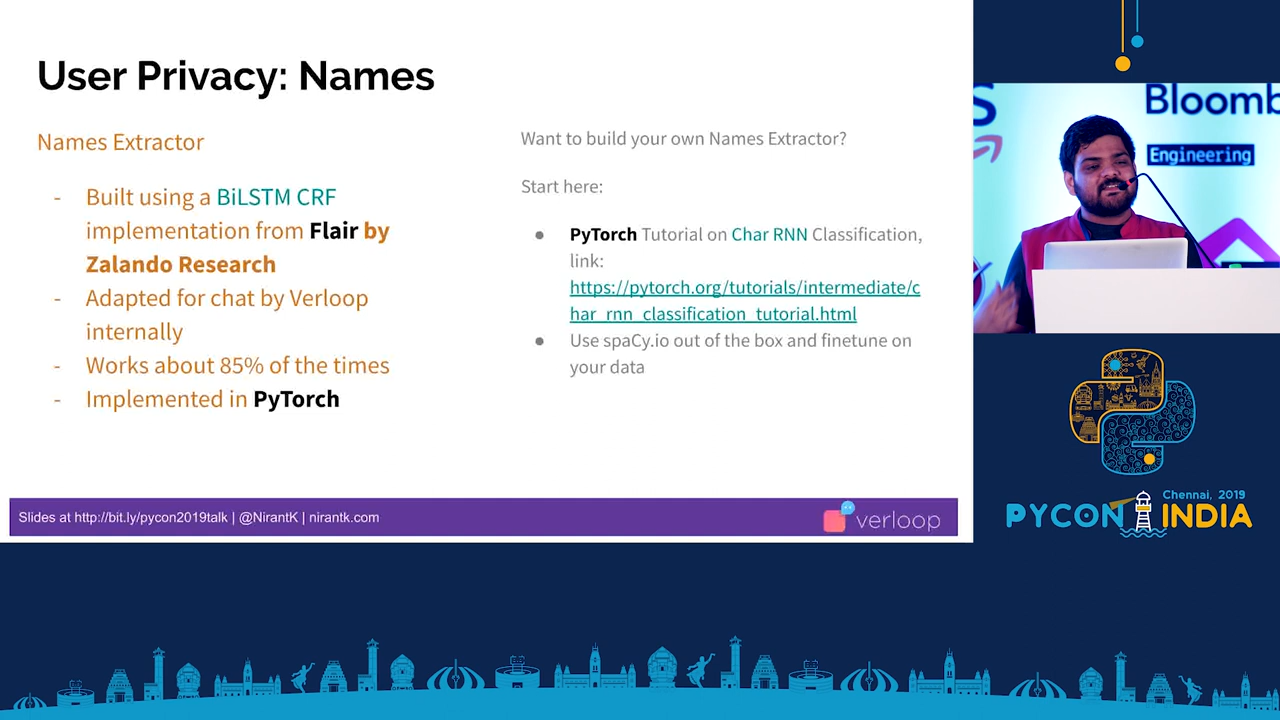 User Privacy: Names
Names Extractor
- Built using a BiLSTM CRF
implementation from Flair by
Zalando Research
- Adapted for chat by Verloop
internally
- Works about 85% of the times
- Implemented in PyTorch
Want to build your own Names Extractor?
Start here:
● PyTorch Tutorial on Char RNN Classification,
link:
https://pytorch.org/tutorials/intermediate/c
har_rnn_classification_tutorial.html
● Use spaCy.io out of the box and finetune on
your data
Slides at http://bit.ly/pycon2019talk | @NirantK | nirantk.com
verloop
S
Bloomb
Engineering
Chennai, 2019
PYCON INDIA